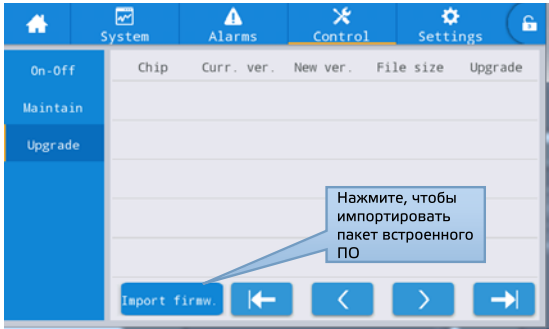 System Alarms Control Settings
On-Off
Maintain
Upgrade
Chip Curr. ver. New ver. File size Upgrade
Нажмите, чтобы
импортировать
пакет встроенного
ПО
Import firmw.